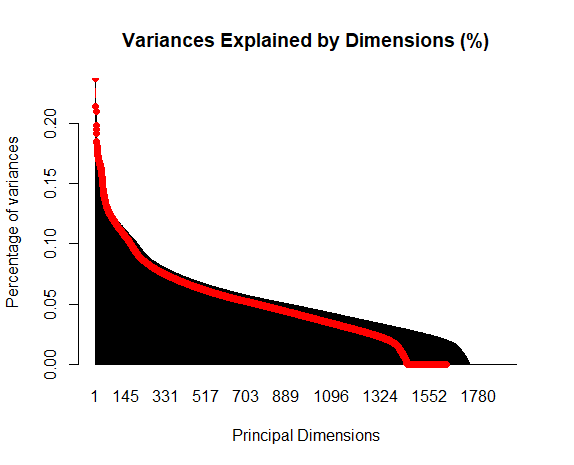 Variances Explained by Dimensions (%)
Percentage of variances
0.20
0.15
0.10
0.05
0.00
1 145 331 517 703 889 1096 1324 1552 1780
Principal Dimensions